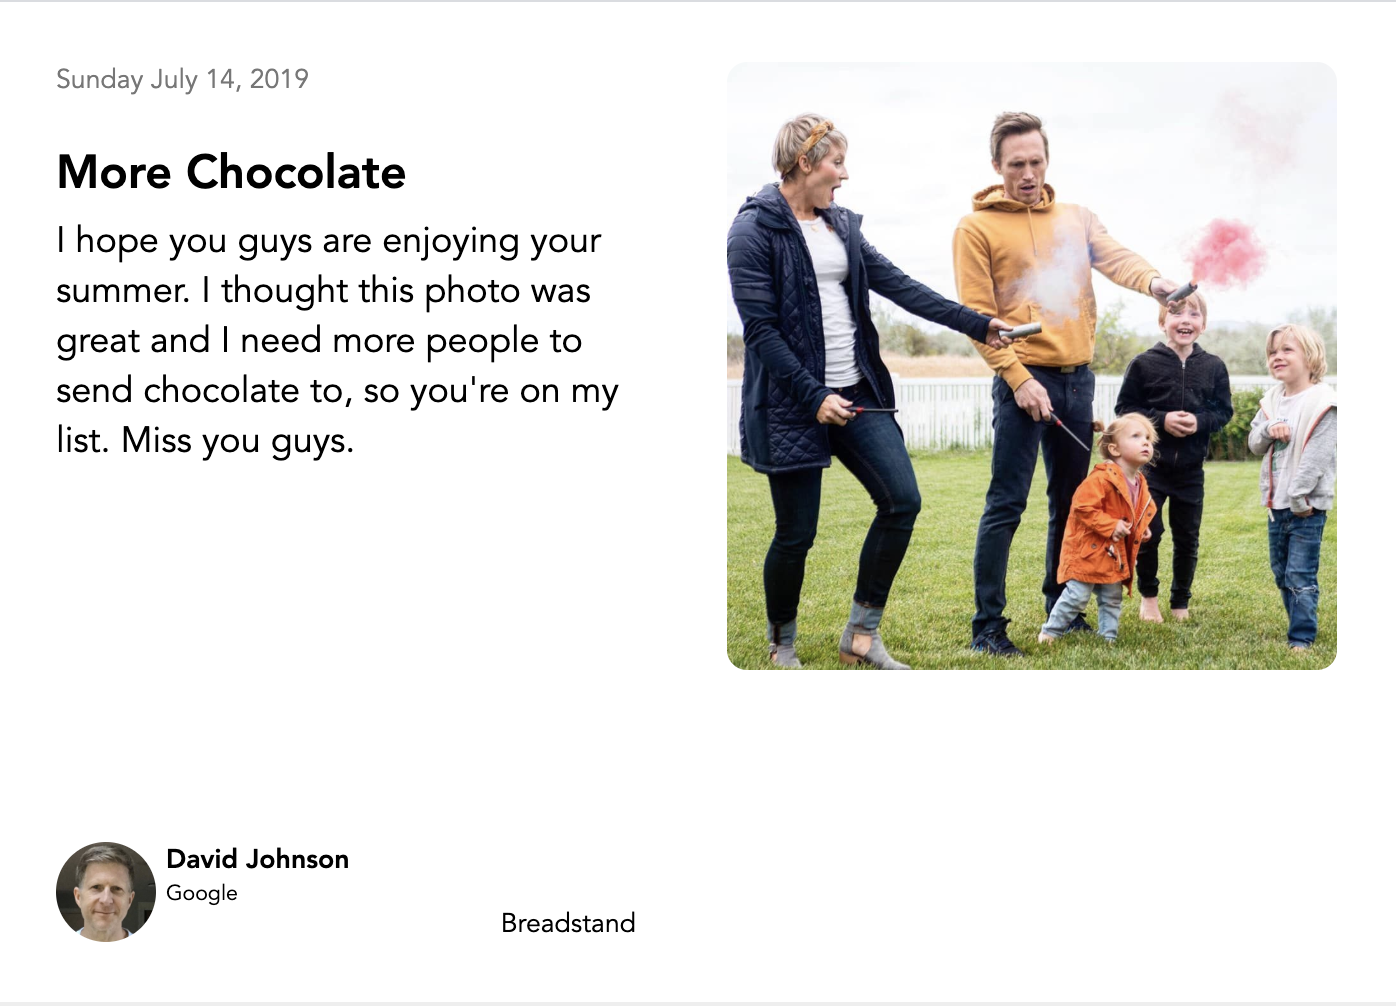 Sunday July 14, 2019
More Chocolate
I hope you guys are enjoying your
summer. I thought this photo was
great and I need more people to
send chocolate to, so you're on my
list. Miss you guys.
David Johnson
Google
Breadstand